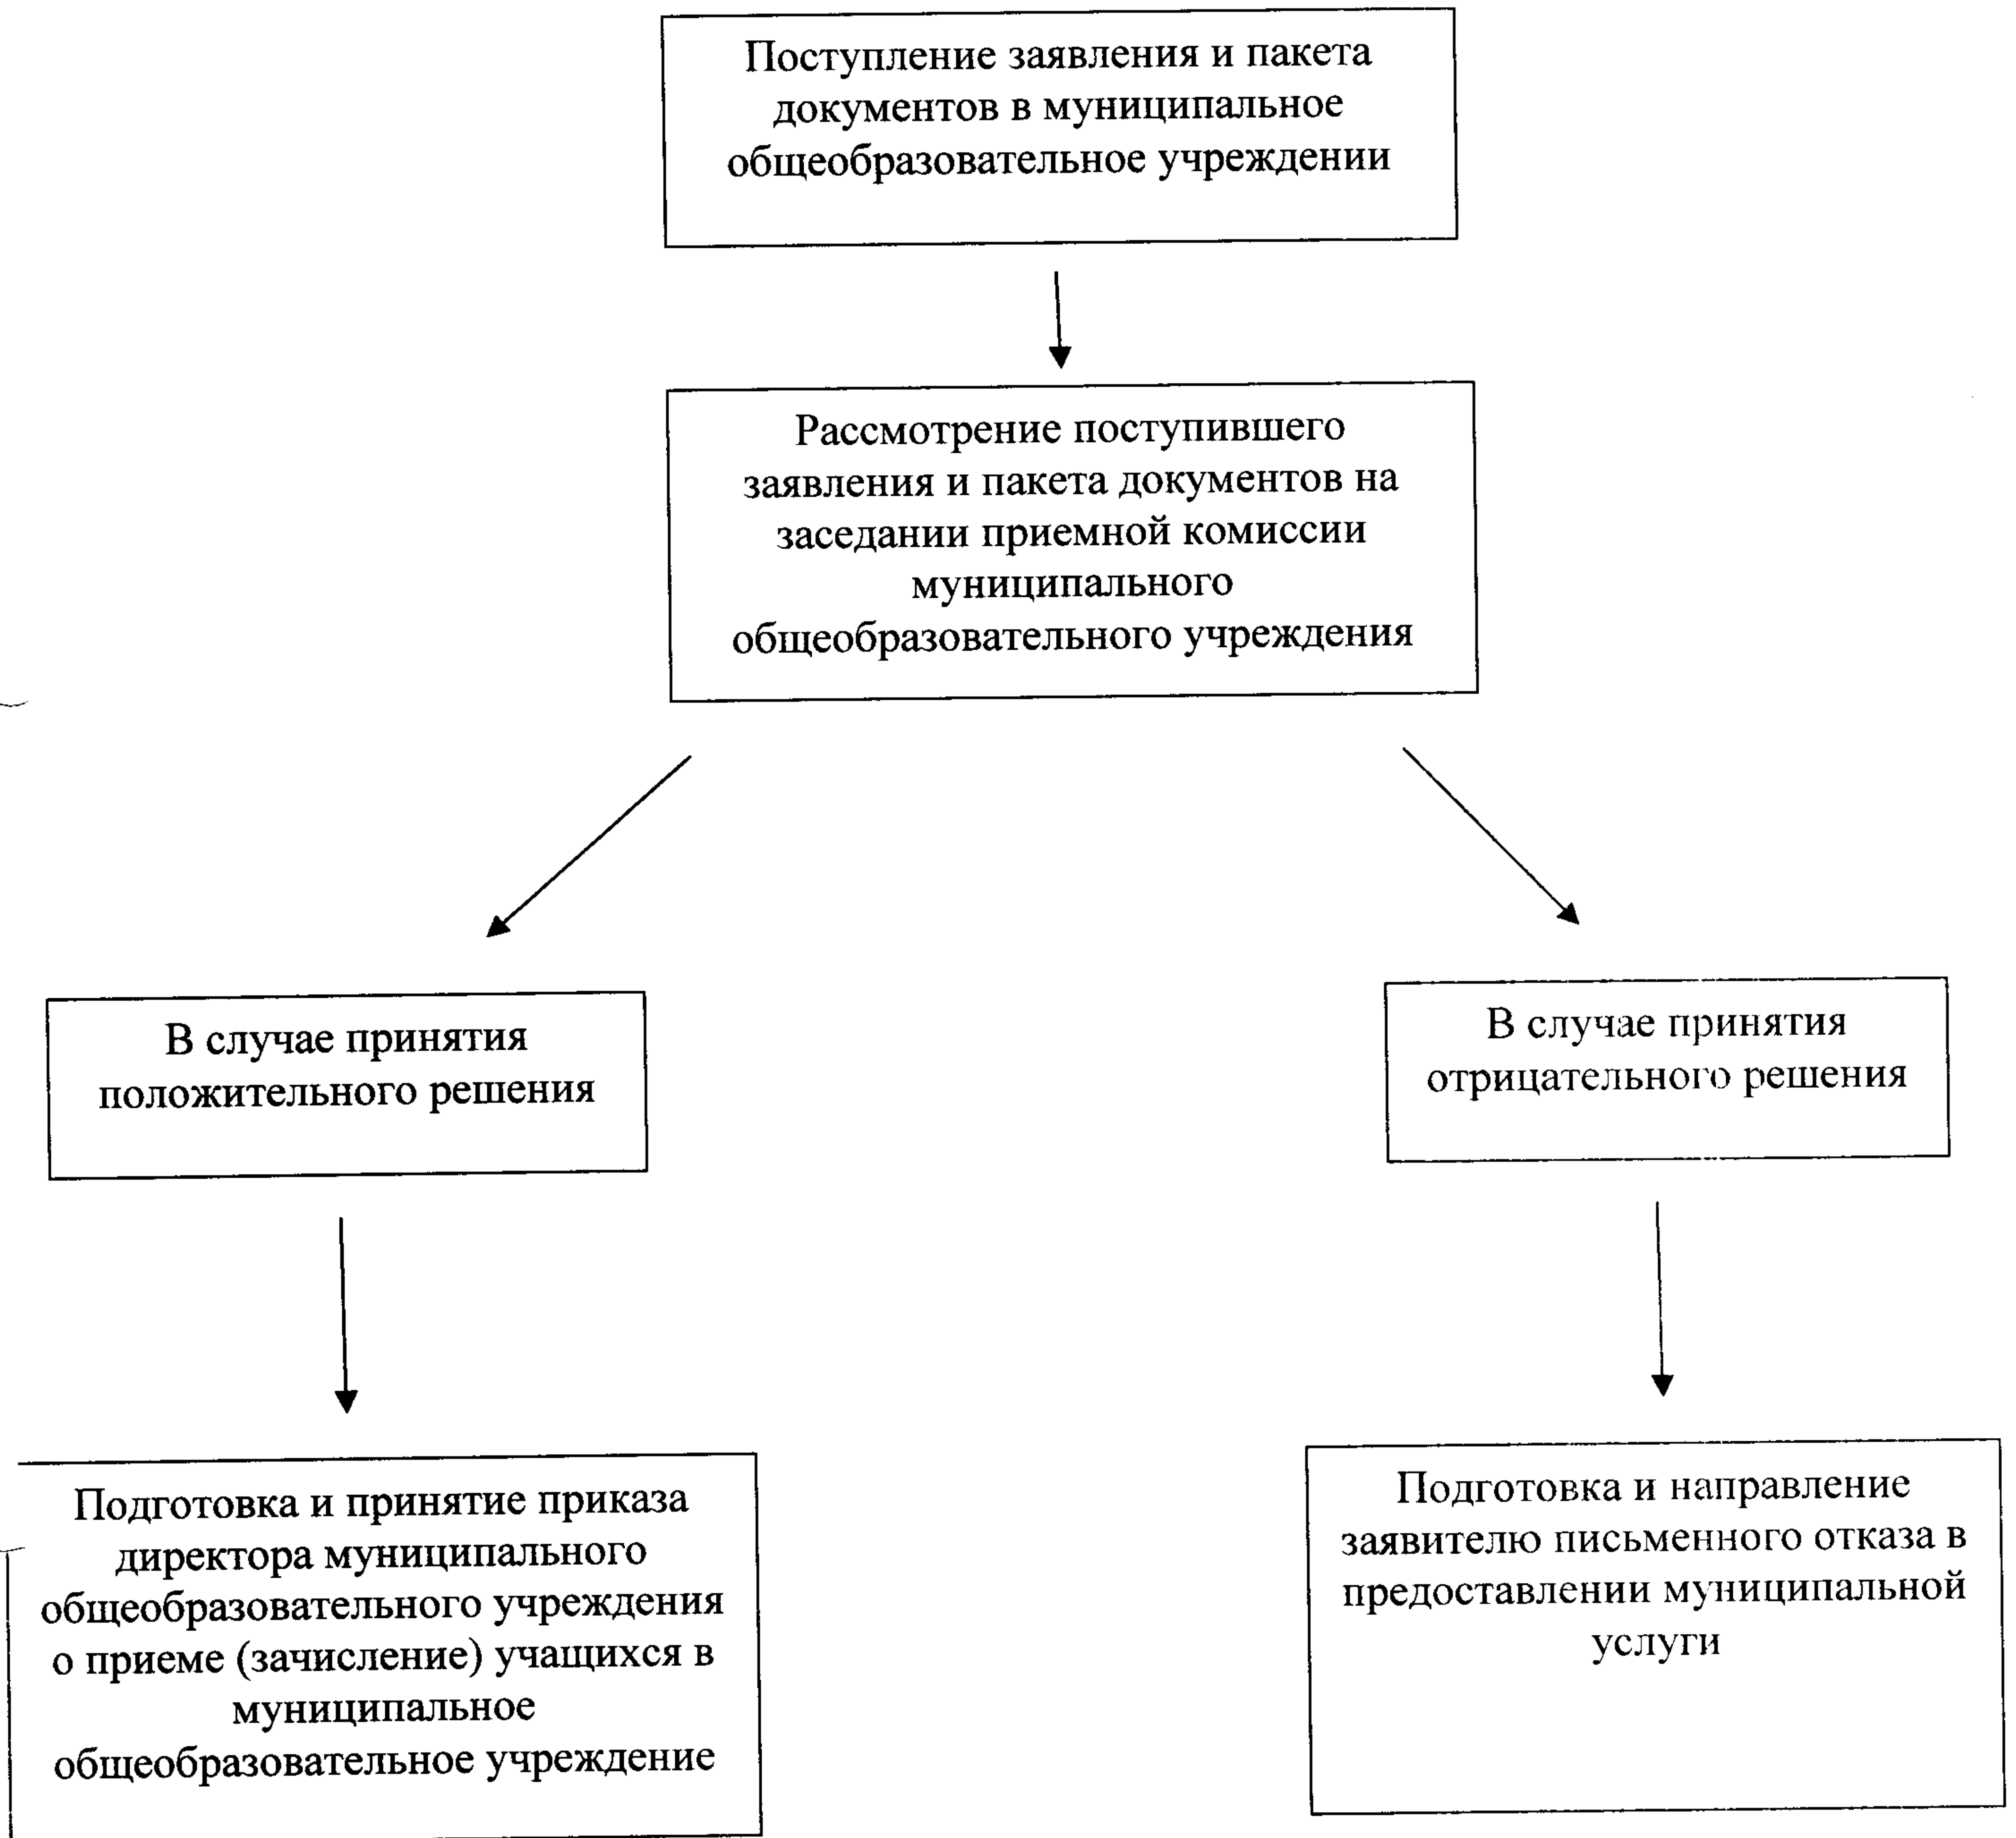 Поступление заявления и пакета
документов в муниципальное
общеобразовательное учреждении
Рассмотрение поступившего
заявления и пакета документов на
заседании приемной комиссии
муниципального
общеобразовательного учреждения
В случае принятия
положительного решения
В случае принятия
отрицательного решения
Подготовка и принятие приказа
директора муниципального
общеобразовательного учреждения
о приеме (зачисление) учащихся в
муниципальное
общеобразовательное учреждение
Подготовка и направление
заявителю письменного отказа в
предоставлении муниципальной
услуги